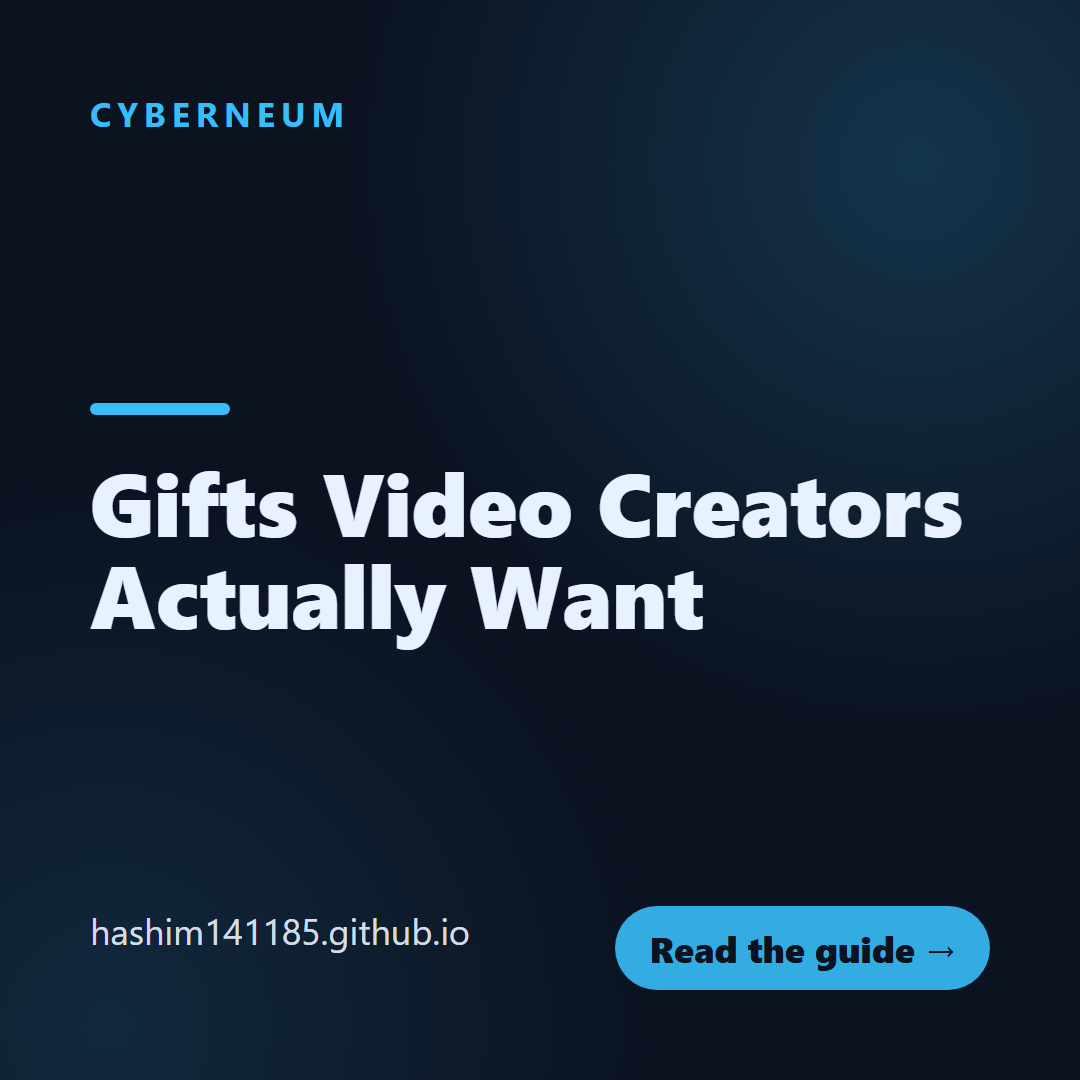 CYBERNEUM
Gifts Video Creators
Actually Want
hashim141185.github.io
Read the guide →